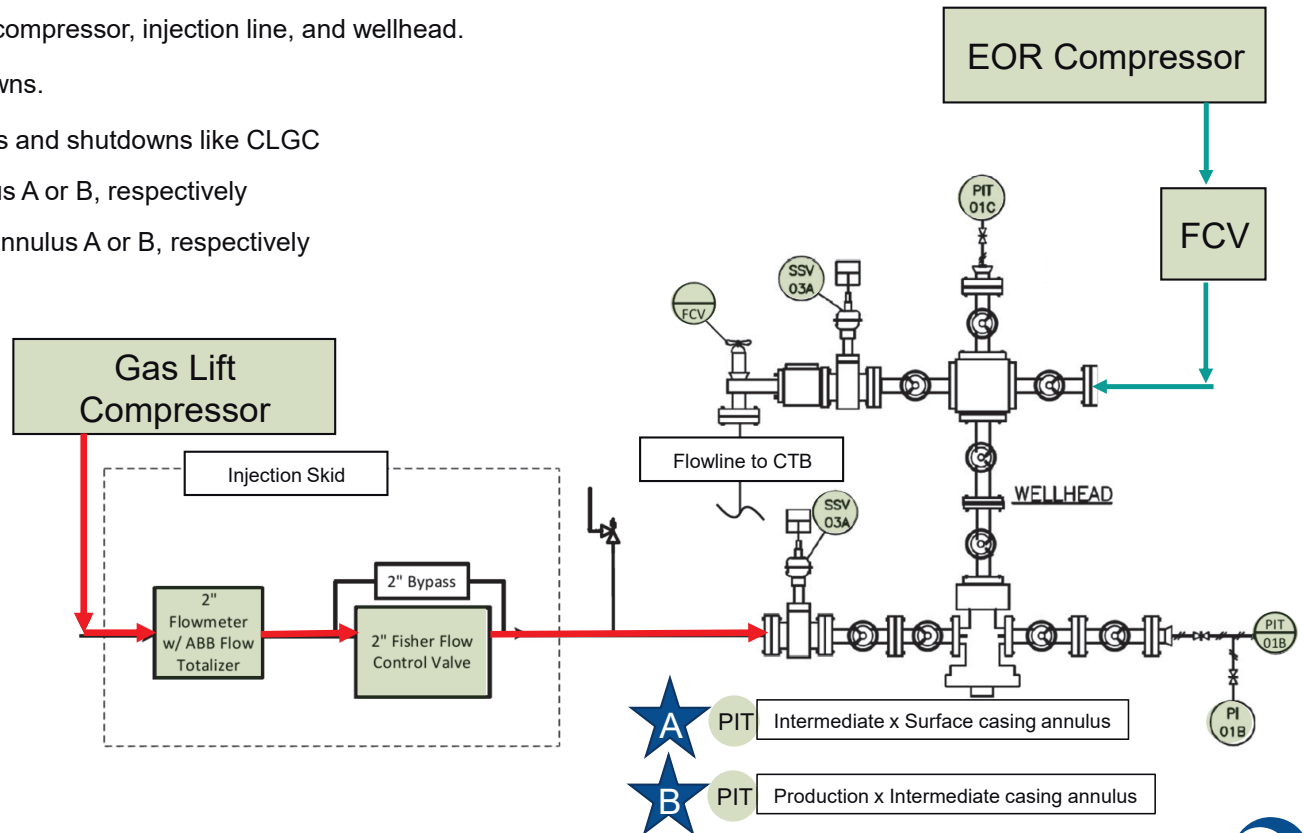 compressor, injection line, and wellhead.
wns.
s and shutdowns like CLGC
us A or B, respectively
annulus A or B, respectively
EOR Compressor
FCV
PIT
01C
SSV
03A
FCV
Gas Lift
Compressor
Injection Skid
Flowline to CTB
WELLHEAD
SSV
03A
2" Bypass
2"
Flowmeter
w/ ABB Flow
Totalizer
2" Fisher Flow
Control Valve
PIT
01B
PI
01B
A PIT Intermediate x Surface casing annulus
B PIT Production x Intermediate casing annulus